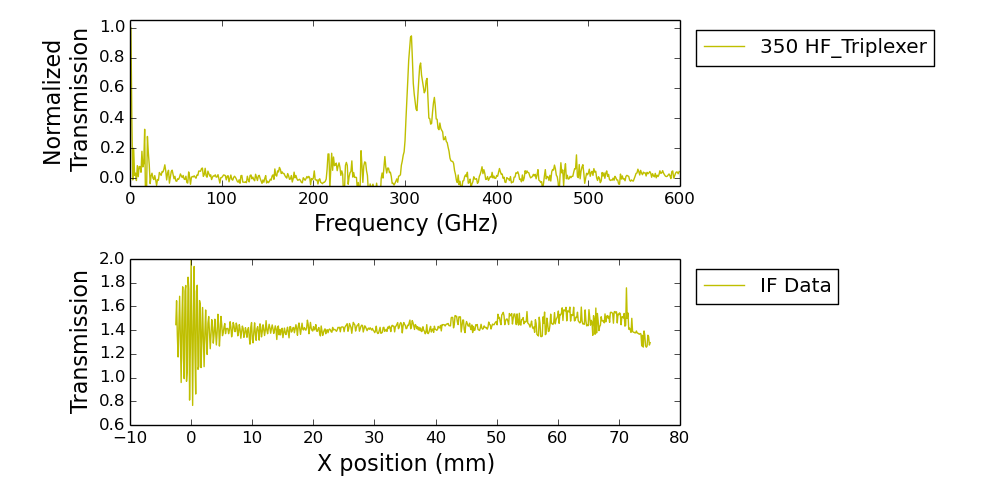 1.0
0.8
0.6
0.4
0.2
0.0
Normalized
Transmission
350 HF_Triplexer
0 100 200 300 400 500 600
Frequency (GHz)
2.0
1.8
1.6
1.4
1.2
1.0
0.8
0.6
Transmission
IF Data
−10 0 10 20 30 40 50 60 70 80
X position (mm)